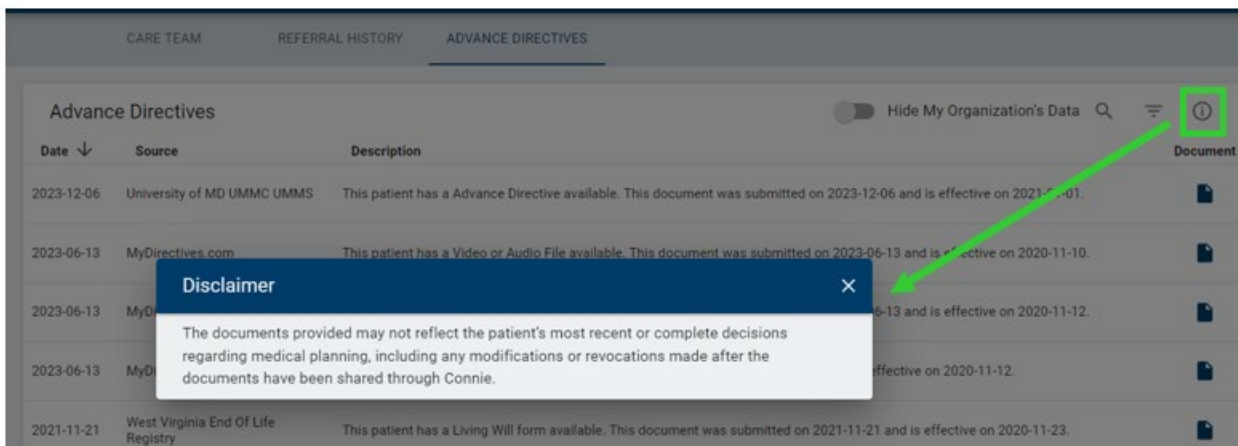 CARE TEAM REFERRAL HISTORY ADVANCE DIRECTIVES
Advance Directives Hide My Organization's Data
Date Source Description Document
2023-12-06 University of MD UMMC UMMS This patient has a Advance Directive available. This document was submitted on 2023-12-06 and is effective on 2021- -01.
2023-06-13 MyDirectives.com This patient has a Video or Audio File available. This document was submitted on 2023-06-13 and is effective on 2020-11-10.
Disclaimer
2023-06-13 MyDi 6-13 and is effective on 2020-11-12.
The documents provided may not reflect the patient's most recent or complete decisions
regarding medical planning, including any modifications or revocations made after the
documents have been shared through Connie.
2023-06-13 MyDi effective on 2020-11-12.
2021-11-21 West Virginia End Of Life
Registry
This patient has a Living Will form available. This document was submitted on 2021-11-21 and is effective on 2020-11-23.